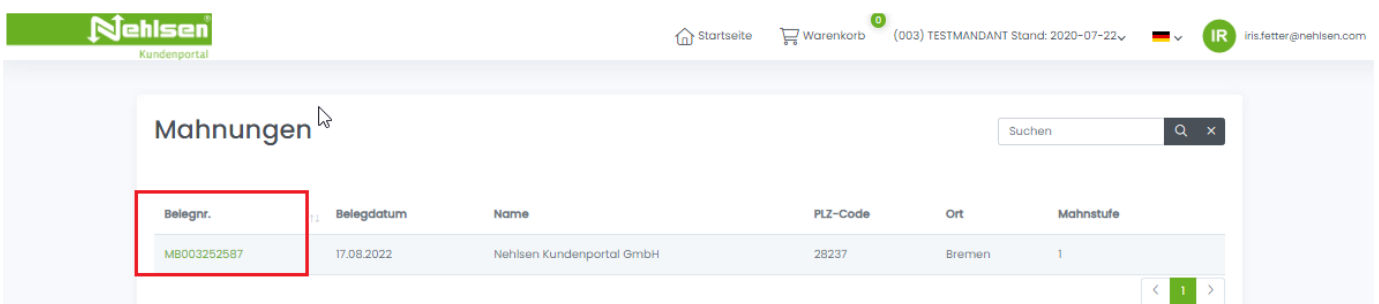 Nehlsen
Kundenportal
Startseite
0
Warenkorb
(003) TESTMANDANT Stand: 2020-07-22
IR
iris.fetter@nehlsen.com
Mahnungen
Suchen
Belegnr. Belegdatum Name PLZ-Code Ort Mahnstufe
MB003252587 17.08.2022 Nehlsen Kundenportal GmbH 28237 Bremen 1
1